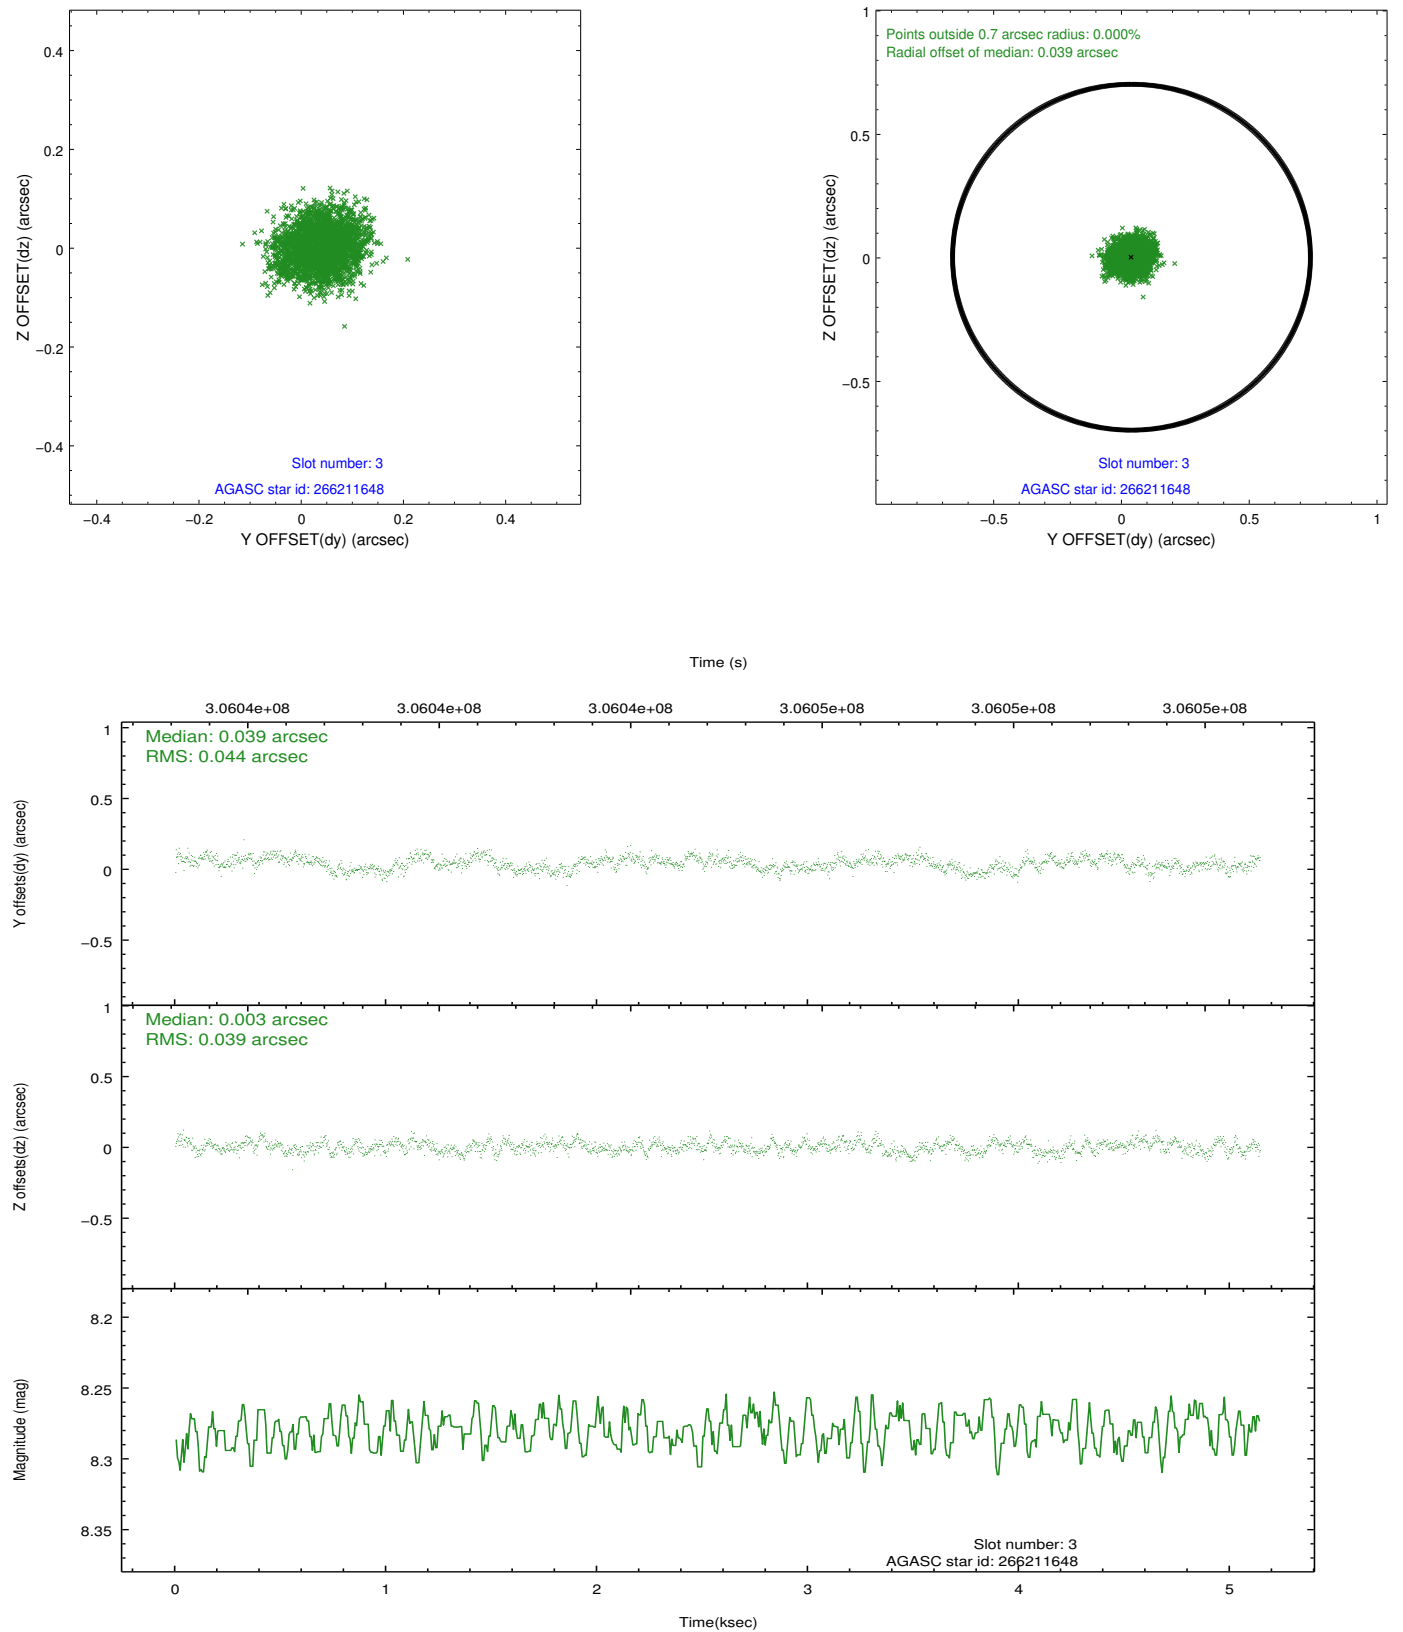 0.4
0.2
0
−0.2
−0.4
Z OFFSET(dz) (arcsec)
Slot number: 3
AGASC star id: 266211648
−0.4 −0.2 0 0.2 0.4
Y OFFSET(dy) (arcsec)
Points outside 0.7 arcsec radius: 0.000%
Radial offset of median: 0.039 arcsec
1
0.5
0
−0.5
Z OFFSET(dz) (arcsec)
Slot number: 3
AGASC star id: 266211648
−0.5 0 0.5 1
Y OFFSET(dy) (arcsec)
Time (s)
3.0604e+08 3.0604e+08 3.0604e+08 3.0605e+08 3.0605e+08 3.0605e+08
Median: 0.039 arcsec
RMS: 0.044 arcsec
1
0.5
0
−0.5
Y offsets(dy) (arcsec)
Median: 0.003 arcsec
RMS: 0.039 arcsec
1
0.5
0
−0.5
Z offsets(dz) (arcsec)
8.2
8.25
8.3
8.35
Magnitude (mag)
Slot number: 3
AGASC star id: 266211648
0 1 2 3 4 5
Time(ksec)